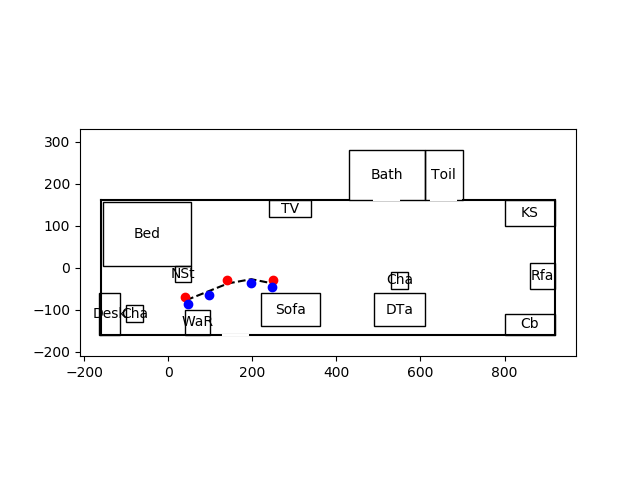 300
200
100
0
−100
−200
−200
0
200
400
600
800
Bath
Toil
TV
KS
Bed
NSt
Cha
Rfa
Desk
Cha
WaR
Sofa
DTa
Cb